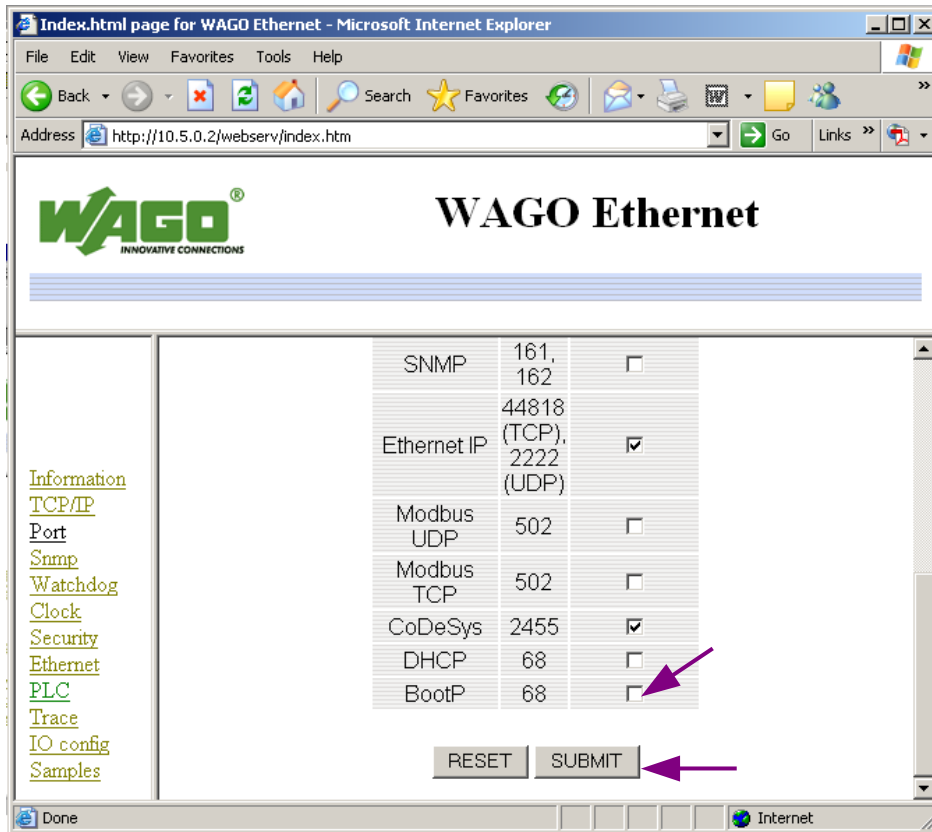 Index.html page for WAGO Ethernet - Microsoft Internet Explorer
File Edit View Favorites Tools Help
Back Search Favorites W »
Address http://10.5.0.2/webserv/index.htm Go Links »
WAGO®
INNOVATIVE CONNECTIONS
WAGO Ethernet
Information
TCP/IP
Port
Snmp
Watchdog
Clock
Security
Ethernet
PLC
Trace
IO config
Samples
SNMP 161,
162
Ethernet IP 44818
(TCP),
2222
(UDP)
Modbus
UDP 502
Modbus
TCP 502
CoDeSys 2455
DHCP 68
BootP 68
RESET SUBMIT
Done Internet